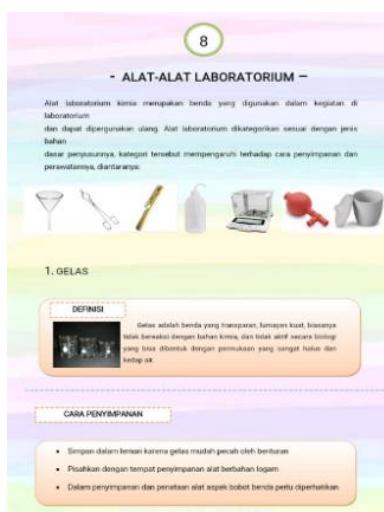 8
- ALAT-ALAT LABORATORIUM –
Alat laboratorium kimia merupakan benda yang digunakan dalam kegiatan di
laboratorium
dan dapat dipergunakan ulang. Alat laboratorium dikategorikan sesuai dengan jenis
bahan
dasar penyusunnya, kategori tersebut mempengaruh terhadap cara penyimpanan dan
perawatannya, diantaranya:
1. GELAS
DEFINISI
Gelas adalah benda yang transparan, lumayan kuat, biasanya
tidak bereaksi dengan bahan kimia, dan tidak aktif secara biologi
yang bisa dibentuk dengan permukaan yang sangat halus dan
kedap air.
CARA PENYIMPANAN
• Simpan dalam lemari karena gelas mudah pecah oleh benturan
• Pisahkan dengan tempat penyimpanan alat berbahan logam
• Dalam penyimpanan dan penataan alat aspek bobot benda perlu diperhatikan